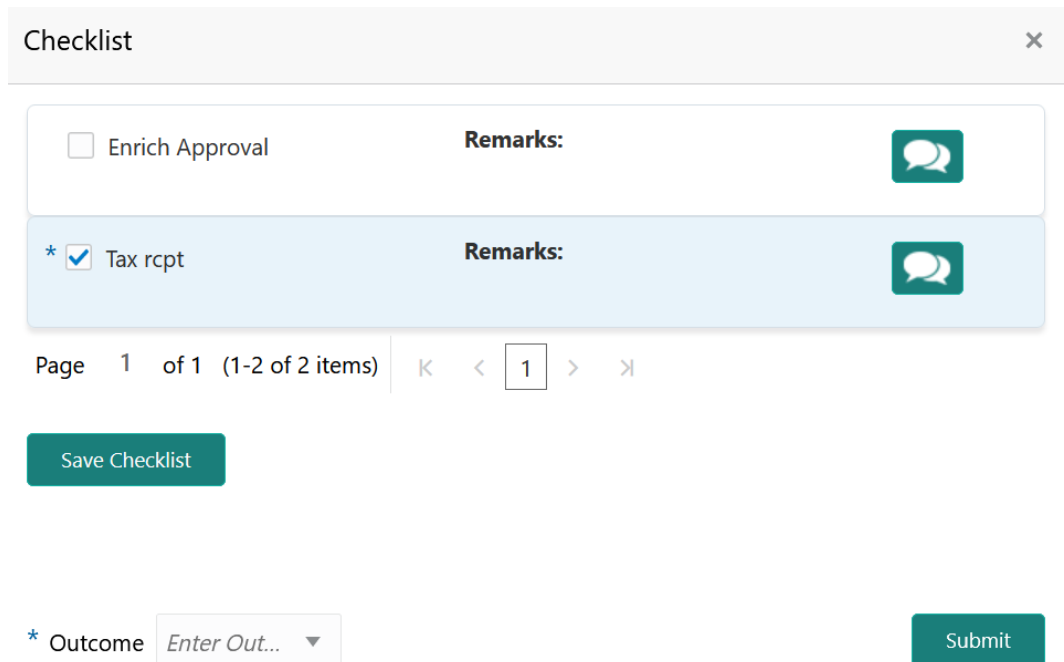 Checklist
Enrich Approval Remarks:
* Tax rcpt Remarks:
Page 1 of 1 (1-2 of 2 items) 1
Save Checklist
* Outcome Enter Out... Submit